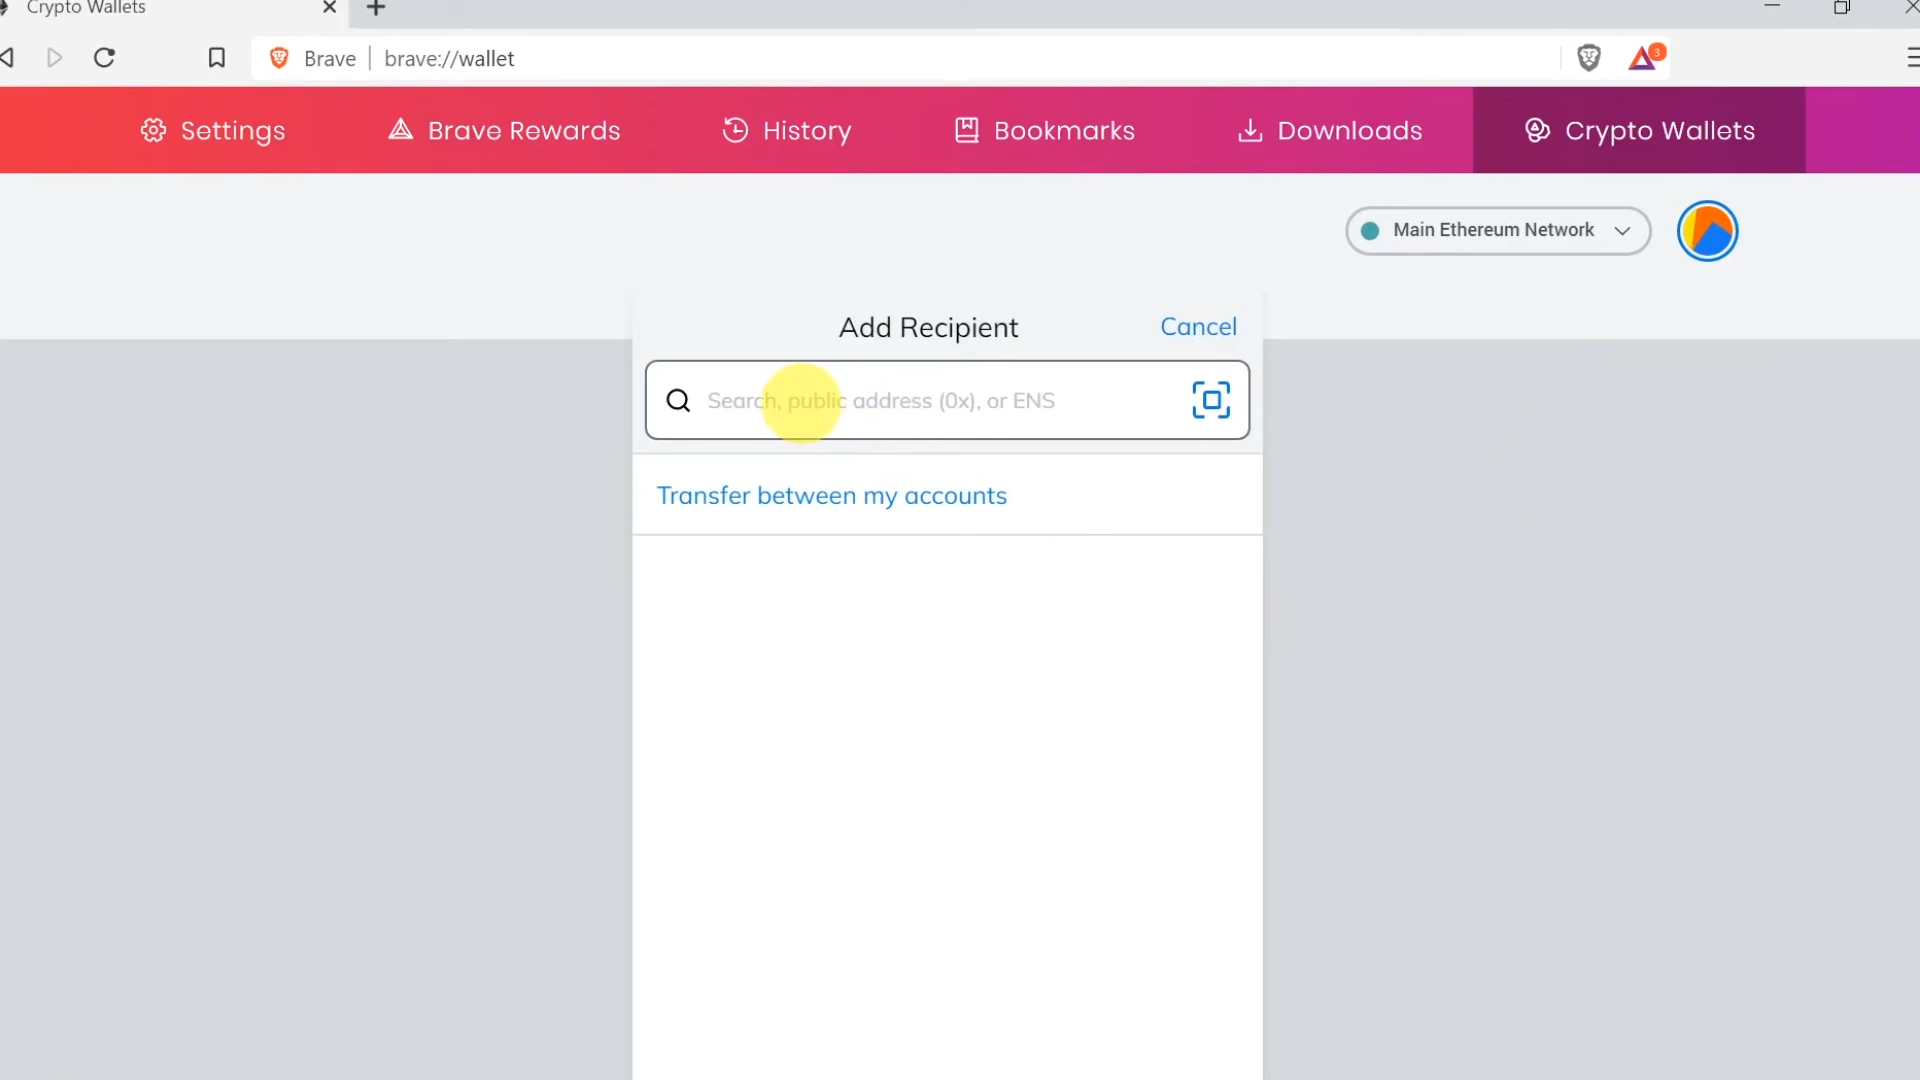 Crypto Wallets
Brave | brave://wallet
3
Settings
Brave Rewards
History
Bookmarks
Downloads
Crypto Wallets
Main Ethereum Network
Add Recipient
Cancel
Search, public address (0x), or ENS
Transfer between my accounts